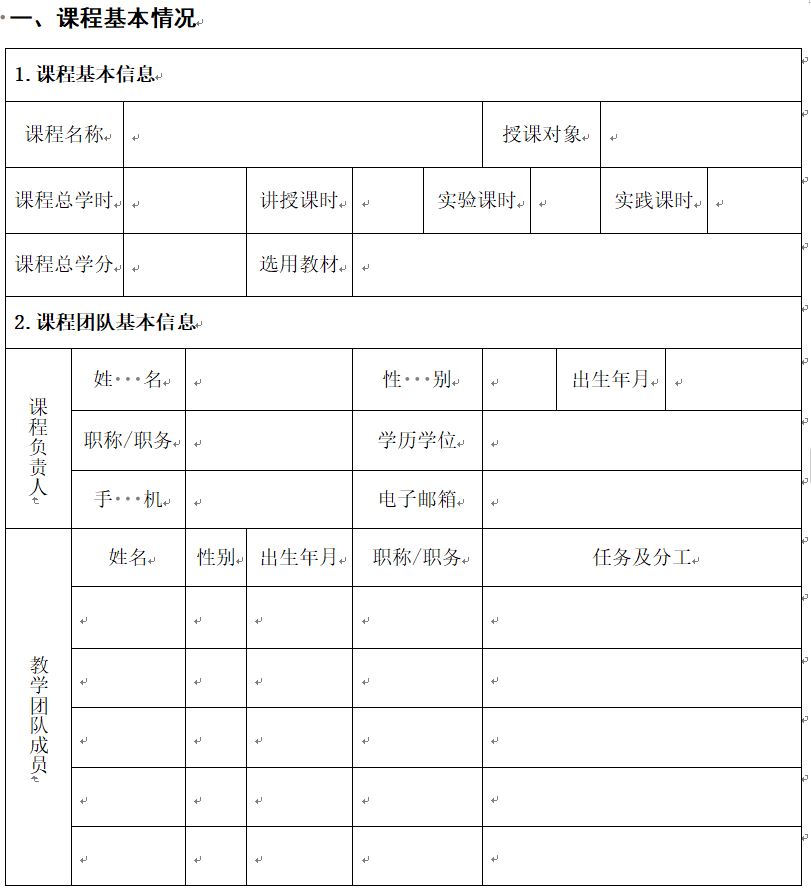 一、课程基本情况
1.课程基本信息
课程名称 授课对象
课程总学时 讲授课时 实验课时 实践课时
课程总学分 选用教材
2.课程团队基本信息
课程负责人
姓 名 性 别 出生年月
职称/职务 学历学位
手 机 电子邮箱
教学团队成员
姓名 性别 出生年月 职称/职务 任务及分工